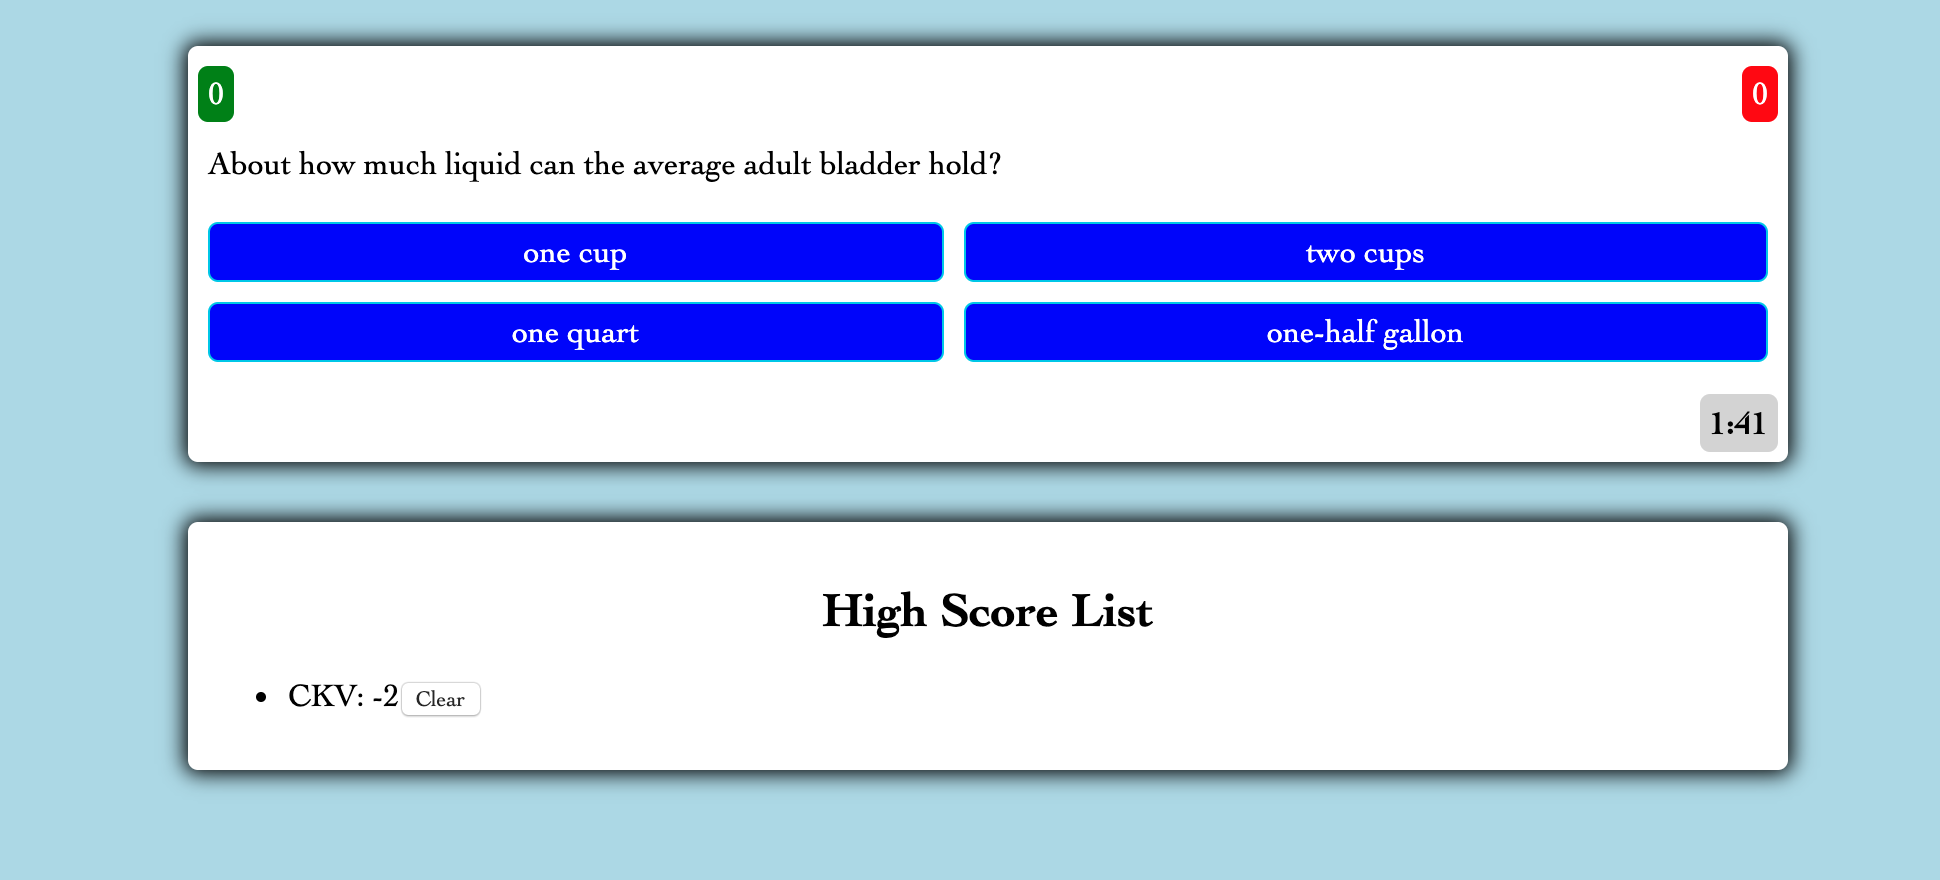 0
0
About how much liquid can the average adult bladder hold?
one cup
two cups
one quart
one-half gallon
1:41
High Score List
• CKV: -2 Clear